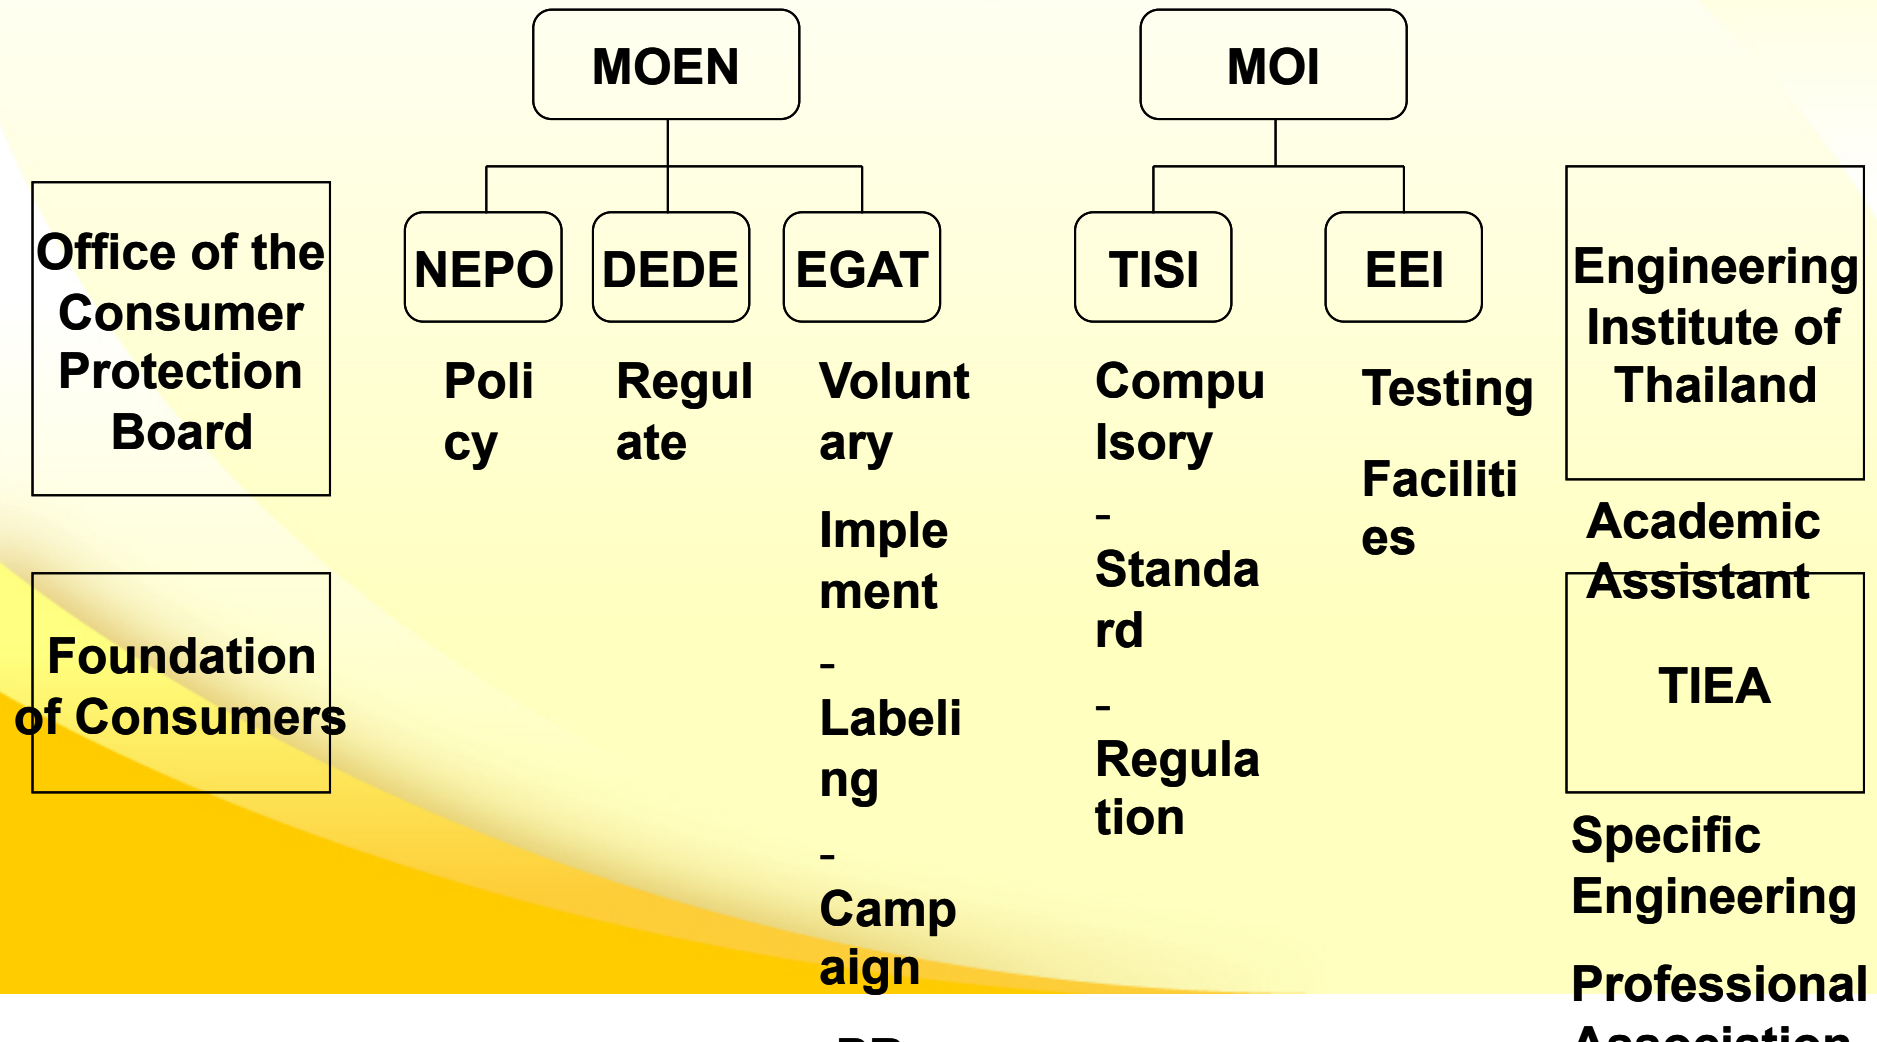 MOEN
MOI
Office of the
Consumer
Protection
Board
NEPO
DEDE
EGAT
TISI
EEI
Engineering
Institute of
Thailand
Poli
cy
Regul
ate
Volunt
ary
Imple
ment
-
Labeli
ng
-
Camp
aign
Compu
lsory
-
Standa
rd
-
Regula
tion
Testing
Faciliti
es
Academic
Assistant
Foundation
of Consumers
TIEA
Specific
Engineering
Professional
Association